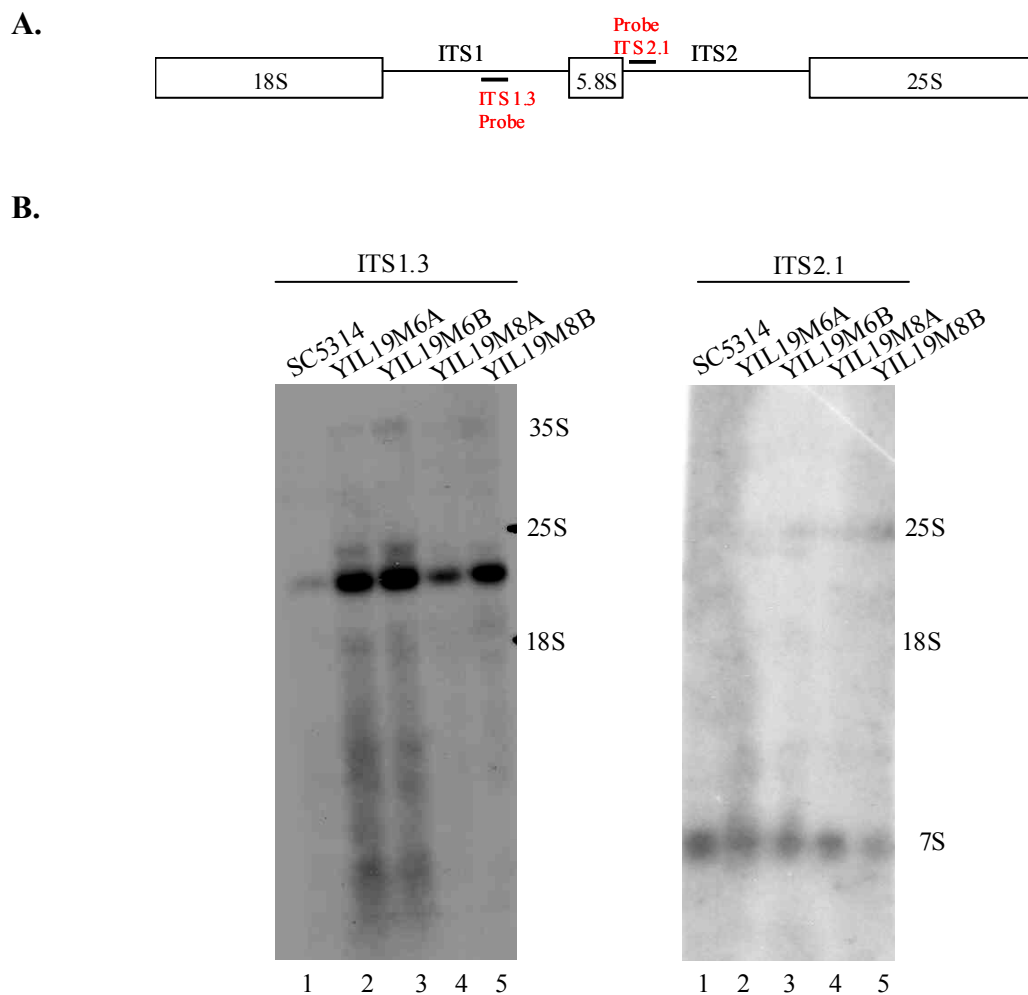 A.
Probe
ITS2.1
ITS1
ITS2
18S
5.8S
25S
ITS1.3
Probe
B.
ITS1.3
SC5314
YIL19M6A
YIL19M6B
YIL19M8A
YIL19M8B
35S
25S
18S
1 2 3 4 5
ITS2.1
SC5314
YIL19M6A
YIL19M6B
YIL19M8A
YIL19M8B
25S
18S
7S
1 2 3 4 5